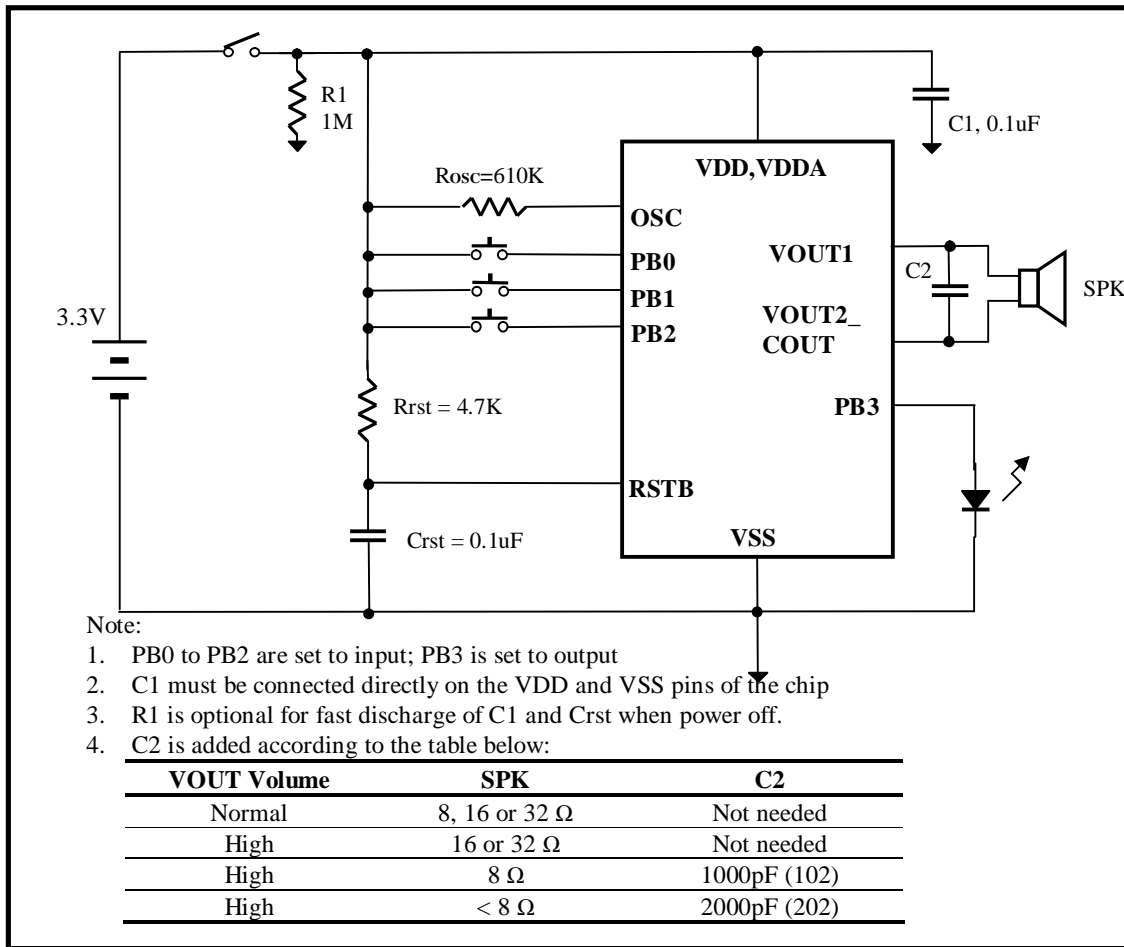 R1
1M
C1, 0.1uF
VDD,VDDA
Rosc=610K
OSC
PB0
VOUT1
C2
PB1
SPK
3.3V
VOUT2_
PB2
COUT
Rrst = 4.7K
PB3
RSTB
VSS
Crst = 0.1uF
Note:
1. PB0 to PB2 are set to input; PB3 is set to output
2. C1 must be connected directly on the VDD and VSS pins of the chip
3. R1 is optional for fast discharge of C1 and Crst when power off.
4. C2 is added according to the table below:
VOUT Volume SPK C2
Normal 8, 16 or 32 Ω Not needed
High 16 or 32 Ω Not needed
High 8 Ω 1000pF (102)
High < 8 Ω 2000pF (202)